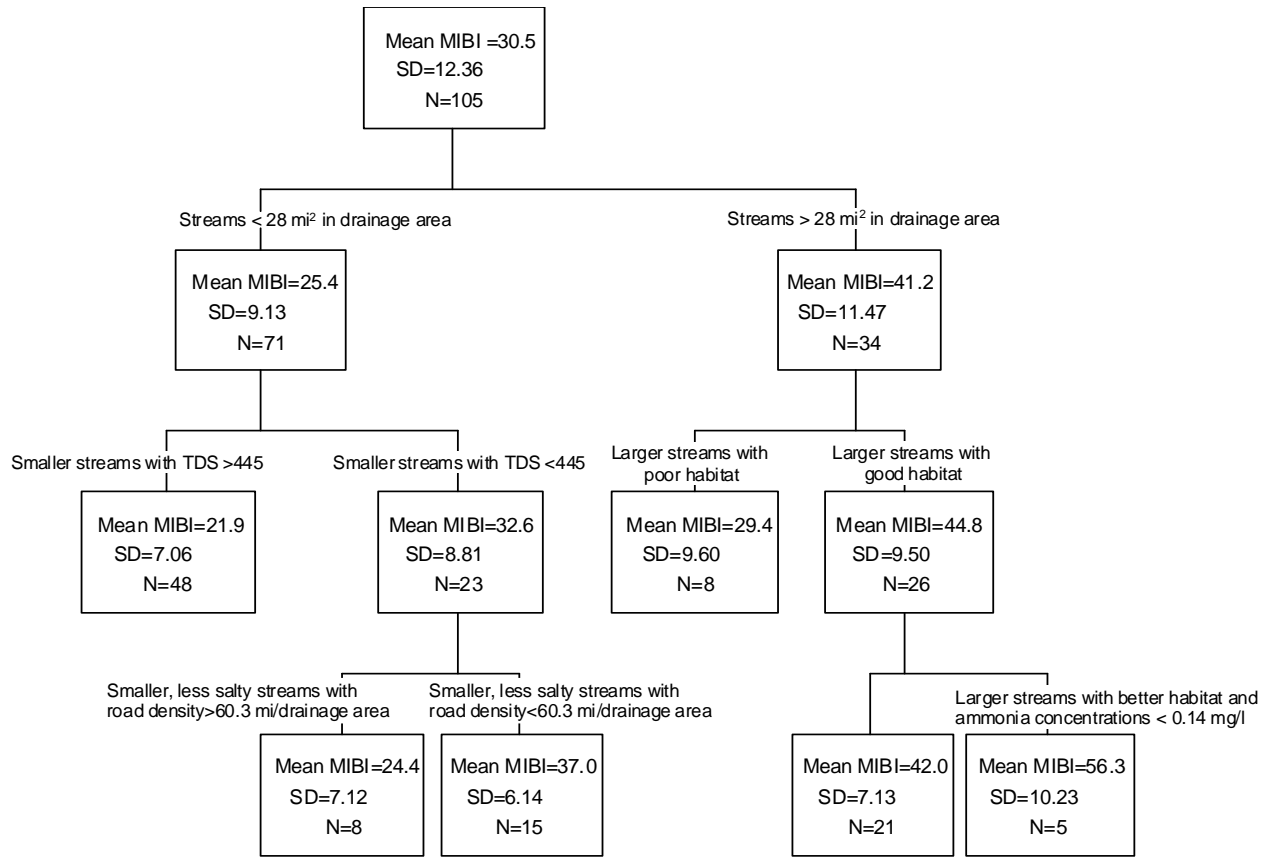 Mean MIBI =30.5
SD=12.36
N=105
Streams < 28 mi² in drainage area
Streams > 28 mi² in drainage area
Mean MIBI=25.4
SD=9.13
N=71
Mean MIBI=41.2
SD=11.47
N=34
Smaller streams with TDS >445
Smaller streams with TDS <445
Larger streams with
poor habitat
Larger streams with
good habitat
Mean MIBI=21.9
SD=7.06
N=48
Mean MIBI=32.6
SD=8.81
N=23
Mean MIBI=29.4
SD=9.60
N=8
Mean MIBI=44.8
SD=9.50
N=26
Smaller, less salty streams with
road density>60.3 mi/drainage area
Smaller, less salty streams with
road density<60.3 mi/drainage area
Larger streams with better habitat and
ammonia concentrations < 0.14 mg/l
Mean MIBI=24.4
SD=7.12
N=8
Mean MIBI=37.0
SD=6.14
N=15
Mean MIBI=42.0
SD=7.13
N=21
Mean MIBI=56.3
SD=10.23
N=5